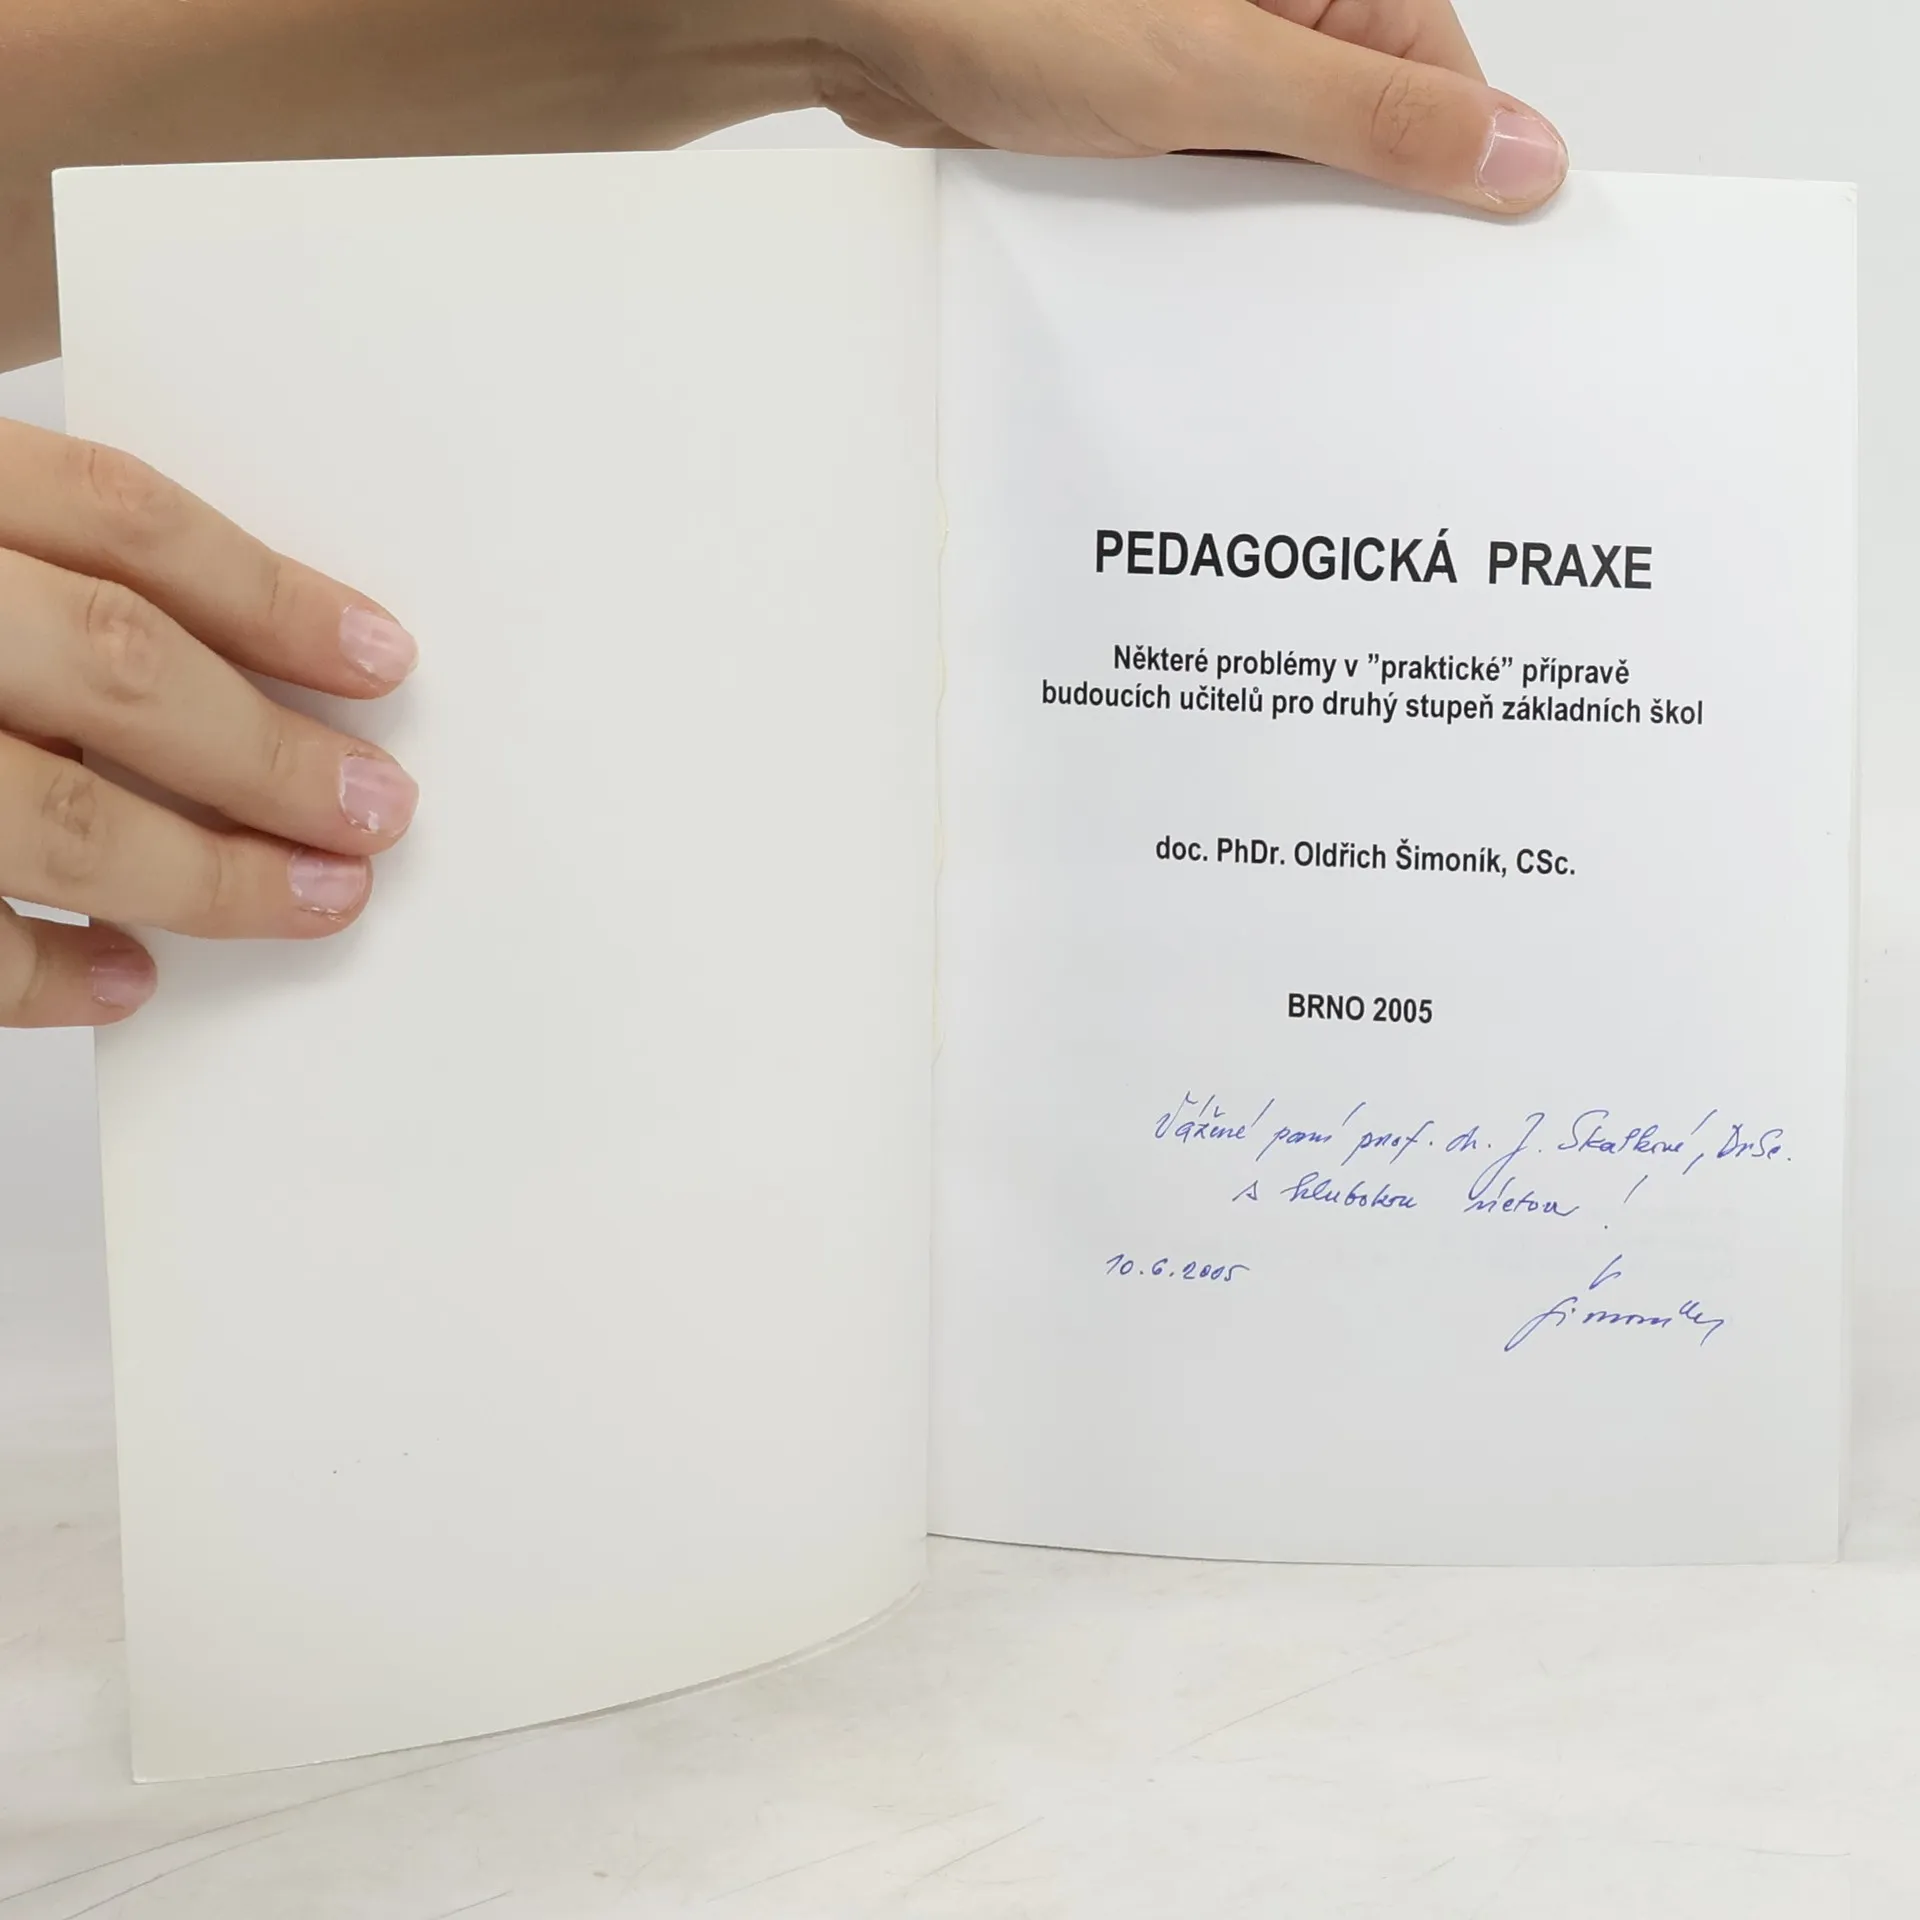 PEDAGOGICKÁ PRAXE
Některé problémy v ”praktické” přípravě
budoucích učitelů pro druhý stupeň základních škol
doc. PhDr. Oldřich Šimoník, CSc.
BRNO 2005
Vážené paní prof. dr. J. Skalkové, DrSc.
s hlubokou úctou !
10.6.2005
Šimoník